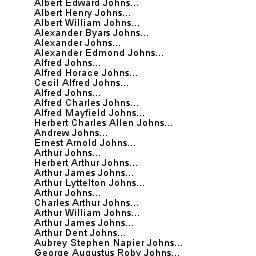 Albert Edward Johns...
Albert Henry Johns...
Albert William Johns...
Alexander Byars Johns...
Alexander Johns...
Alexander Edmond Johns...
Alfred Johns...
Alfred Horace Johns...
Cecil Alfred Johns...
Alfred Johns...
Alfred Charles Johns...
Alfred Mayfield Johns...
Herbert Charles Allen Johns...
Andrew Johns...
Ernest Arnold Johns...
Arthur Johns...
Herbert Arthur Johns...
Arthur James Johns...
Arthur Lyttelton Johns...
Arthur Johns...
Charles Arthur Johns...
Arthur William Johns...
Arthur James Johns...
Arthur Dent Johns...
Aubrey Stephen Napier Johns...
George Augustus Roby Johns...